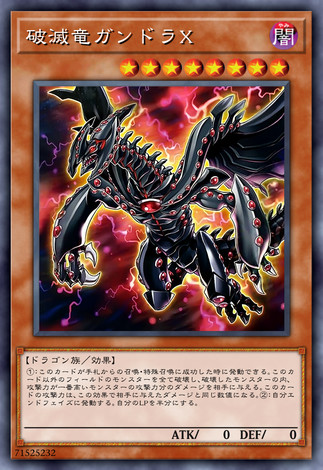 破滅竜ガンドラX
闇
やみ
【ドラゴン族／効果】
①:このカードが手札からの召喚・特殊召喚に成功した時に発動できる。この
カード以外のフィールドのモンスターを全て破壊し、破壊したモンスターの内、
攻撃力が一番高いモンスターの攻撃力分のダメージを相手に与える。このカード
の攻撃力は、この効果で相手に与えたダメージと同じ数値になる。②:自分エ
ンドフェイズに発動する。自分のLPを半分にする。
ATK/ 0 DEF/ 0
71525232